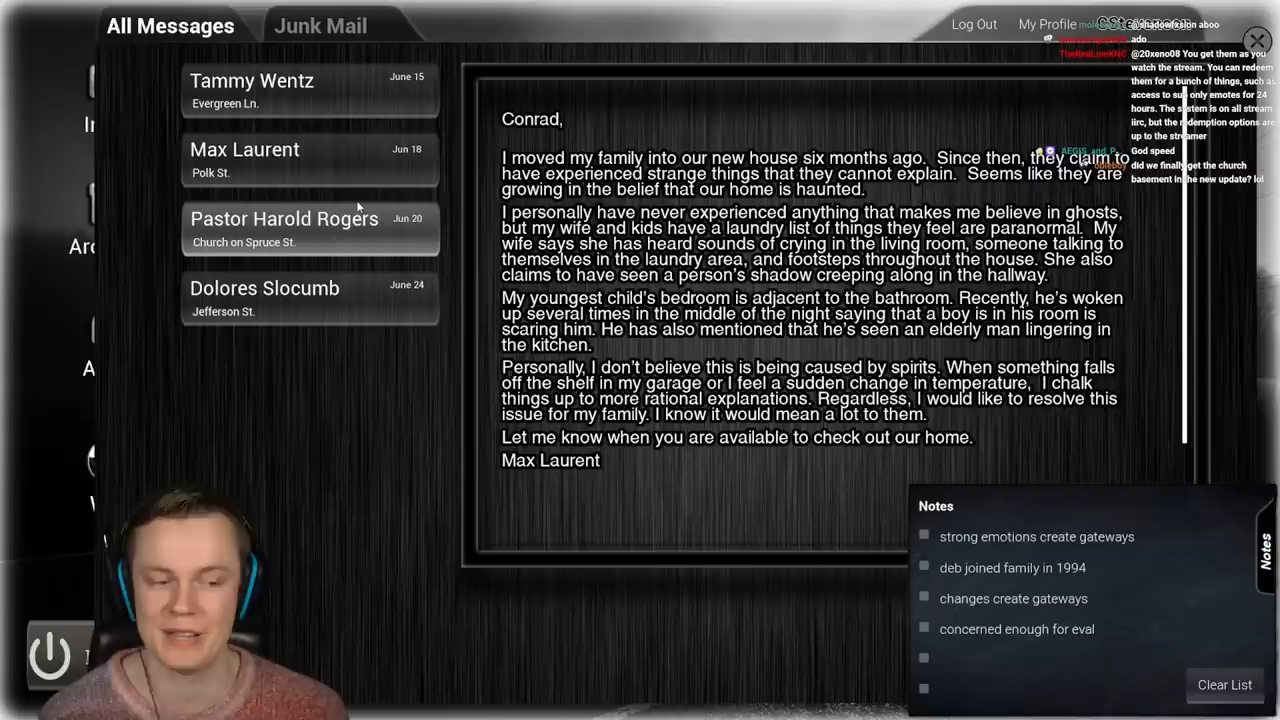 All Messages
Junk Mail
Log Out
My Profile
Tammy Wentz
June 15
Evergreen Ln.
Max Laurent
Jun 18
Polk St.
Pastor Harold Rogers
Jun 20
Church on Spruce St.
Dolores Slocumb
June 24
Jefferson St.
Conrad,
I moved my family into our new house six months ago. Since then, they claim to
have experienced strange things that they cannot explain. Seems like they are
growing in the belief that our home is haunted.
I personally have never experienced anything that makes me believe in ghosts,
but my wife and kids have a laundry list of things they feel are paranormal. My
wife says she has heard sounds of crying in the living room, someone talking to
themselves in the laundry area, and footsteps throughout the house. She also
claims to have seen a person's shadow creeping along in the hallway.
My youngest child's bedroom is adjacent to the bathroom. Recently, he's woken
up several times in the middle of the night saying that a boy is in his room is
scaring him. He has also mentioned that he's seen an elderly man lingering in
the kitchen.
Personally, I don't believe this is being caused by spirits. When something falls
off the shelf in my garage or I feel a sudden change in temperature, I chalk
things up to more rational explanations. Regardless, I would like to resolve this
issue for my family. I know it would mean a lot to them.
Let me know when you are available to check out our home.
Max Laurent
aboo
ado
TheRedLionKNC
@20xeno08 You get them as you
watch the stream. You can redeem
them for a bunch of things, such as
access to sub only emotes for 24
hours. The system is on all stream
iirc, but the redemption options are
up to the streamer
AEGIS_and_P
God speed
did we finally get the church
basement in the new update? lol
Notes
strong emotions create gateways
deb joined family in 1994
changes create gateways
concerned enough for eval
Clear List
Notes